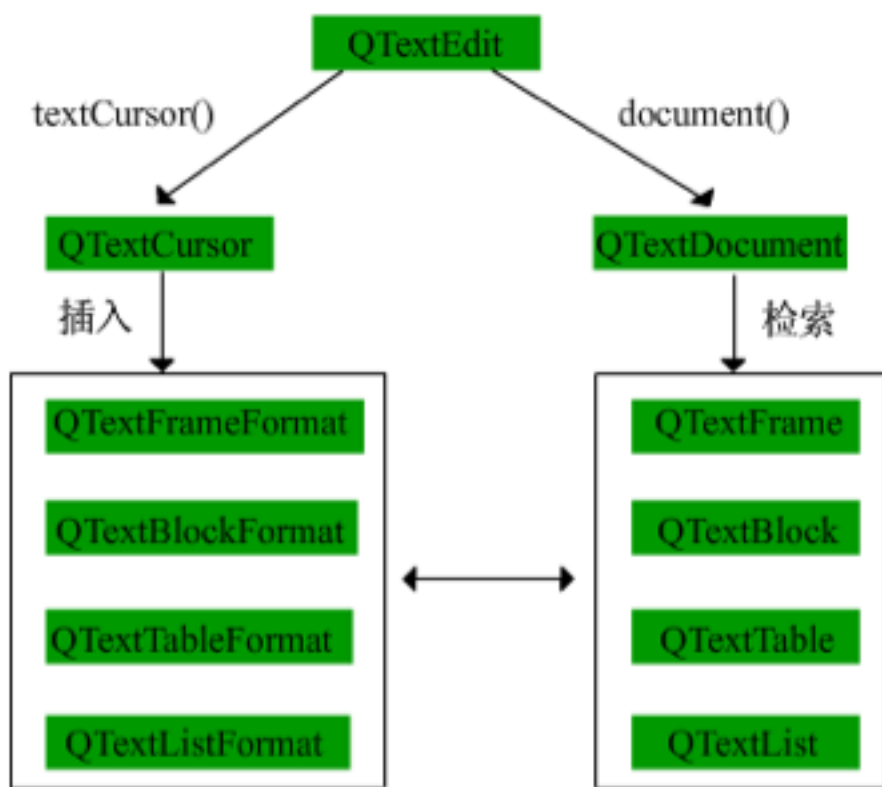 QTextEdit
textCursor()
document()
QTextCursor
QTextDocument
插入
检索
QTextFrameFormat
QTextFrame
QTextBlockFormat
QTextBlock
QTextTableFormat
QTextTable
QTextListFormat
QTextList